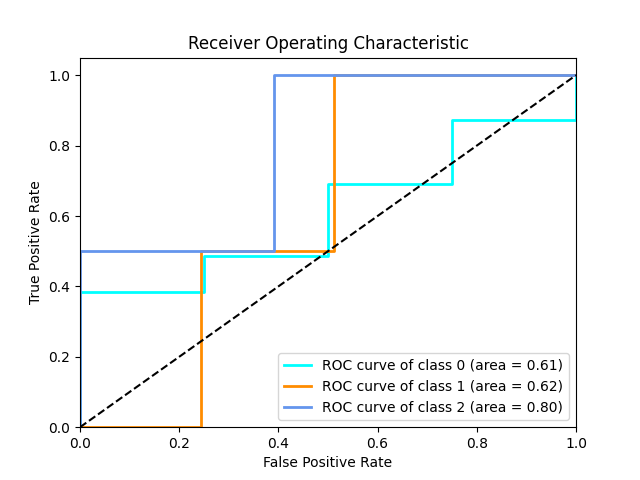 Receiver Operating Characteristic
True Positive Rate
1.0
0.8
0.6
0.4
0.2
0.0
ROC curve of class 0 (area = 0.61)
ROC curve of class 1 (area = 0.62)
ROC curve of class 2 (area = 0.80)
0.0 0.2 0.4 0.6 0.8 1.0
False Positive Rate